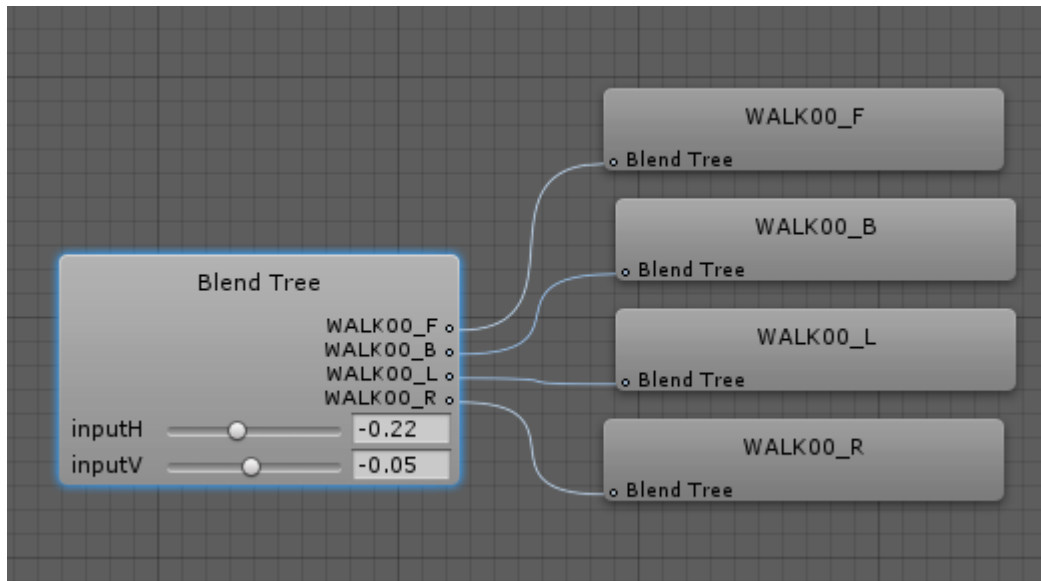 Blend Tree
WALK00_F
WALK00_B
WALK00_L
WALK00_R
inputH -0.22
inputV -0.05
WALK00_F
Blend Tree
WALK00_B
Blend Tree
WALK00_L
Blend Tree
WALK00_R
Blend Tree